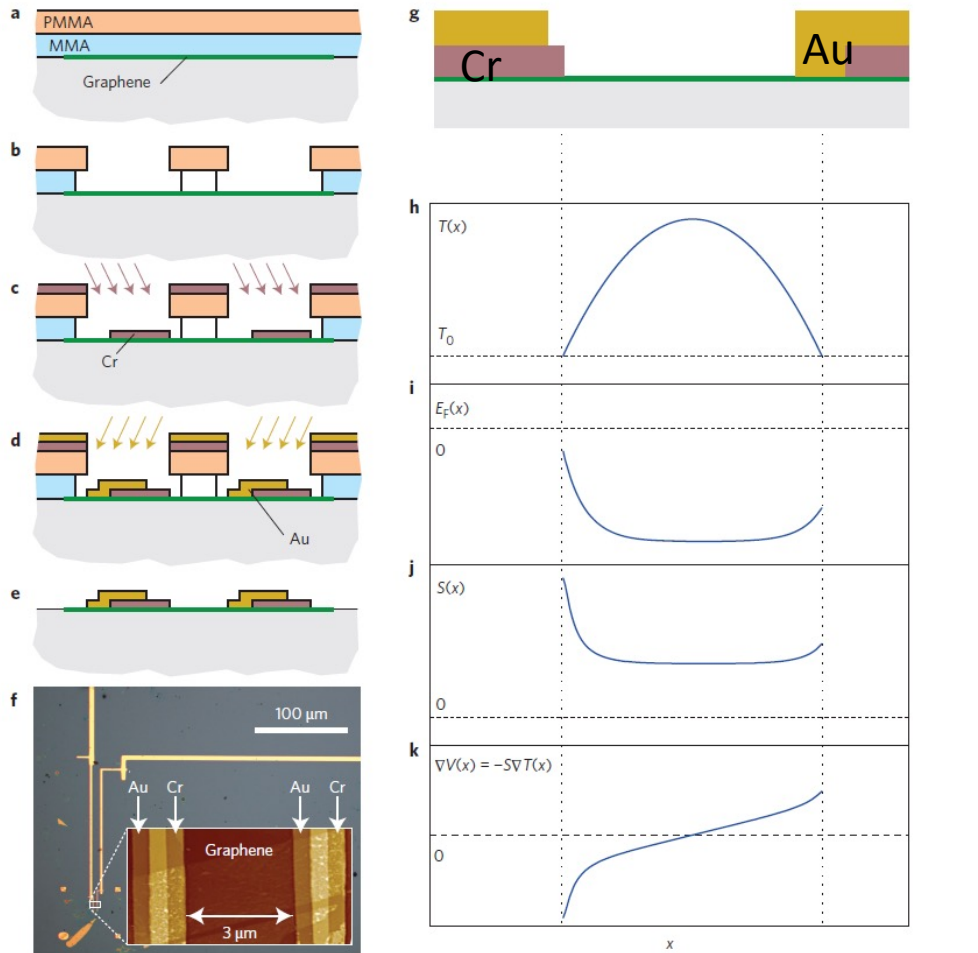 a
PMMA
MMA
Graphene
b
c
Cr
d
Au
e
f
100 μm
Au Cr Au Cr
Graphene
3 μm
g
Cr
Au
h
T(x)
T₀
i
E_F(x)
0
j
S(x)
0
k
∇V(x) = −S∇T(x)
0
x